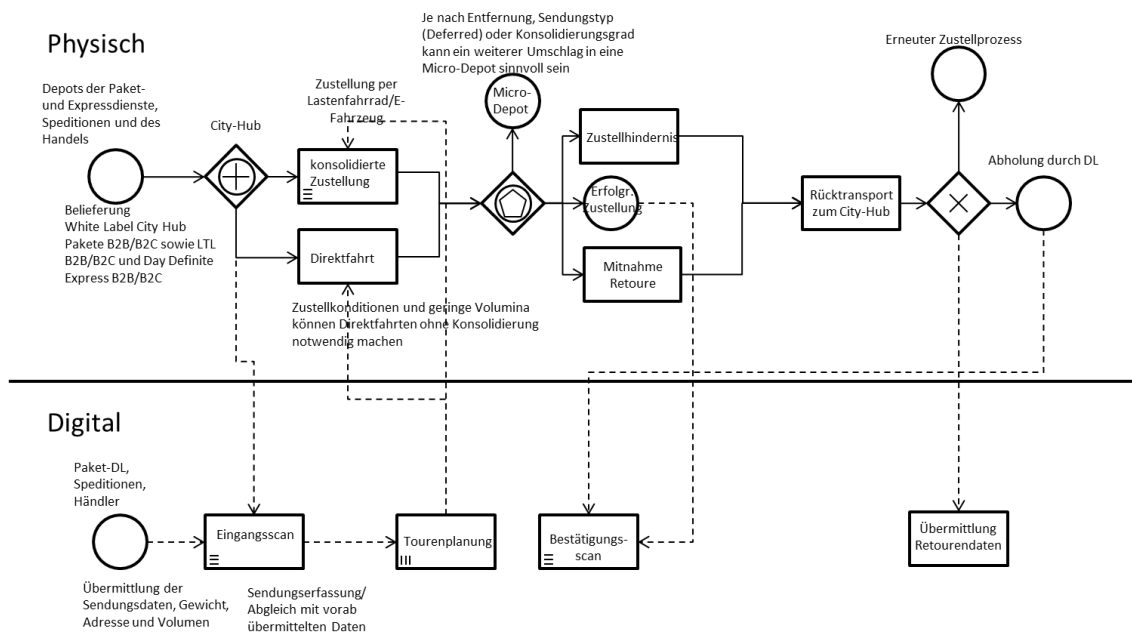 Physisch
Je nach Entfernung, Sendungstyp
(Deferred) oder Konsolidierungsgrad
kann ein weiterer Umschlag in eine
Micro-Depot sinnvoll sein
Erneuter Zustellprozess
Depots der Paket-
und Expressdienste,
Speditionen und des
Handels
City-Hub
Zustellung per
Lastenfahrrad/E-
Fahrzeug
Micro-
Depot
konsolidierte
Zustellung
Zustellhindernis
Abholung durch DL
Erfolgr.
Zustellung
Rücktransport
zum City-Hub
Belieferung
White Label City Hub
Pakete B2B/B2C sowie LTL
B2B/B2C und Day Definite
Express B2B/B2C
Direktfahrt
Mitnahme
Retoure
Zustellkonditionen und geringe Volumina
können Direktfahrten ohne Konsolidierung
notwendig machen
Digital
Paket-DL,
Speditionen,
Händler
Eingangsscan
Tourenplanung
Bestätigungs-
scan
Übermittlung
Retourendaten
Übermittlung der
Sendungsdaten, Gewicht,
Adresse und Volumen
Sendungserfassung/
Abgleich mit vorab
übermittelten Daten